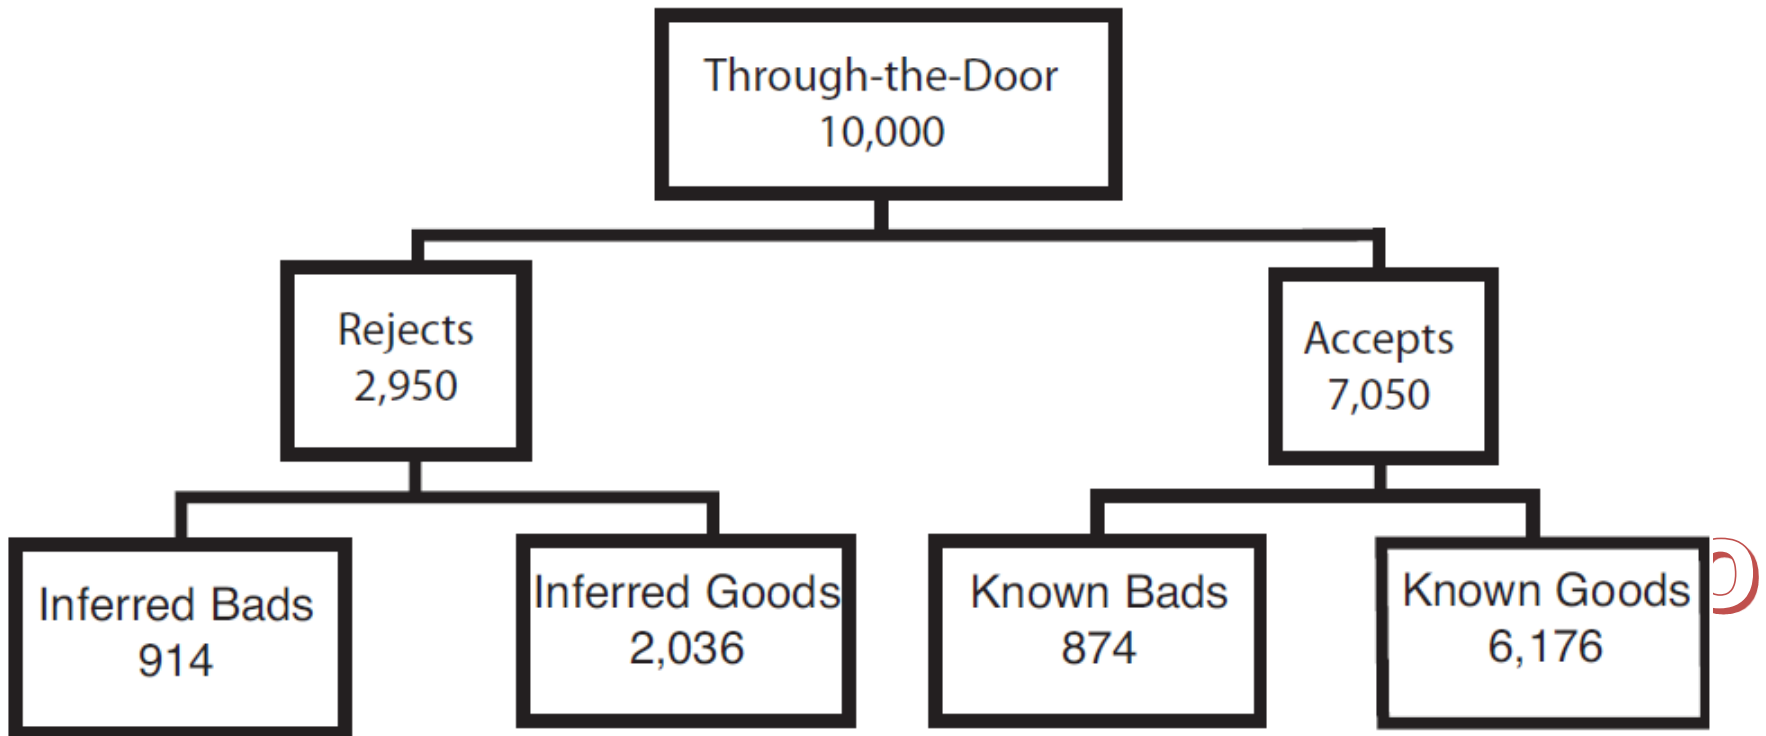 Through-the-Door
10,000
Rejects
2,950
Accepts
7,050
Inferred Bads
914
Inferred Goods
2,036
Known Bads
874
Known Goods
6,176